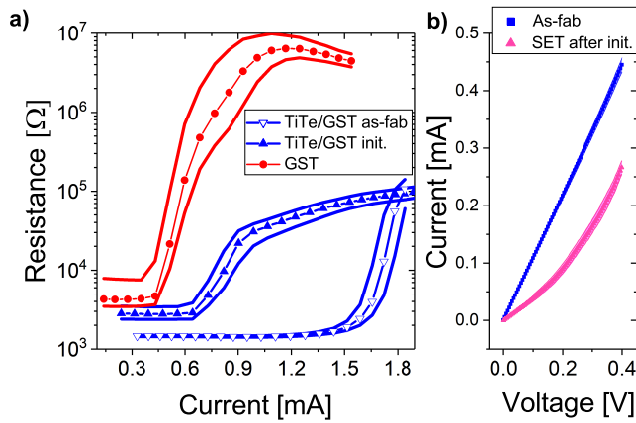 a)
10^7
10^6
10^5
10^4
10^3
Resistance [Ω]
TiTe/GST as-fab
TiTe/GST init.
GST
0.3 0.6 0.9 1.2 1.5 1.8
Current [mA]
b)
As-fab
SET after init.
0.5
0.4
0.3
0.2
0.1
0.0
Current [mA]
0.0 0.2 0.4
Voltage [V]